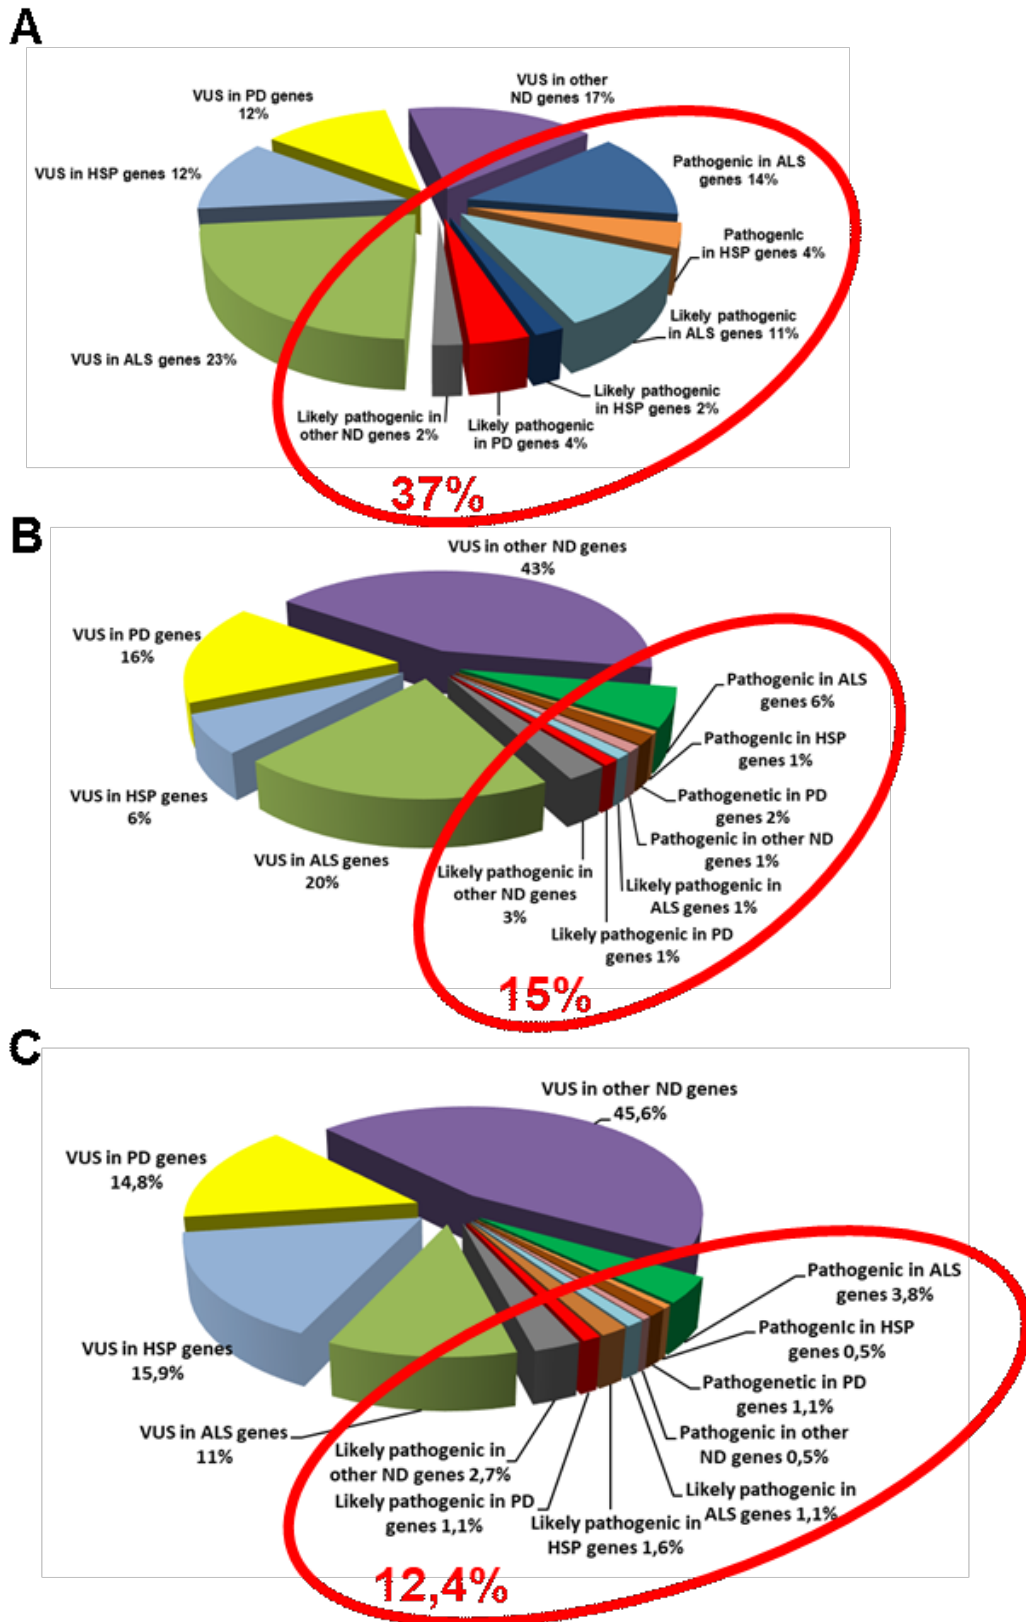 A
VUS in other
ND genes 17%
VUS in PD genes
12%
Pathogenic in ALS
genes 14%
VUS in HSP genes 12%
Pathogenic
in HSP genes 4%
Likely pathogenic
in ALS genes 11%
VUS in ALS genes 23%
Likely pathogenic
in HSP genes 2%
Likely pathogenic in
other ND genes 2%
Likely pathogenic
in PD genes 4%
37%
B
VUS in other ND genes
43%
VUS in PD genes
16%
Pathogenic in ALS
genes 6%
PathogenIc in HSP
genes 1%
VUS in HSP genes
6%
Pathogenetic in PD
genes 2%
Pathogenic in other ND
genes 1%
VUS in ALS genes
20%
Likely pathogenic in
other ND genes
3%
Likely pathogenic in
ALS genes 1%
Likely pathogenic in PD
genes 1%
15%
C
VUS in other ND genes
45,6%
VUS in PD genes
14,8%
Pathogenic in ALS
genes 3,8%
PathogenIc in HSP
genes 0,5%
VUS in HSP genes
15,9%
Pathogenetic in PD
genes 1,1%
VUS in ALS genes
11%
Pathogenic in other
ND genes 0,5%
Likely pathogenic in
other ND genes 2,7%
Likely pathogenic in
ALS genes 1,1%
Likely pathogenic in PD
genes 1,1%
Likely pathogenic in
HSP genes 1,6%
12,4%